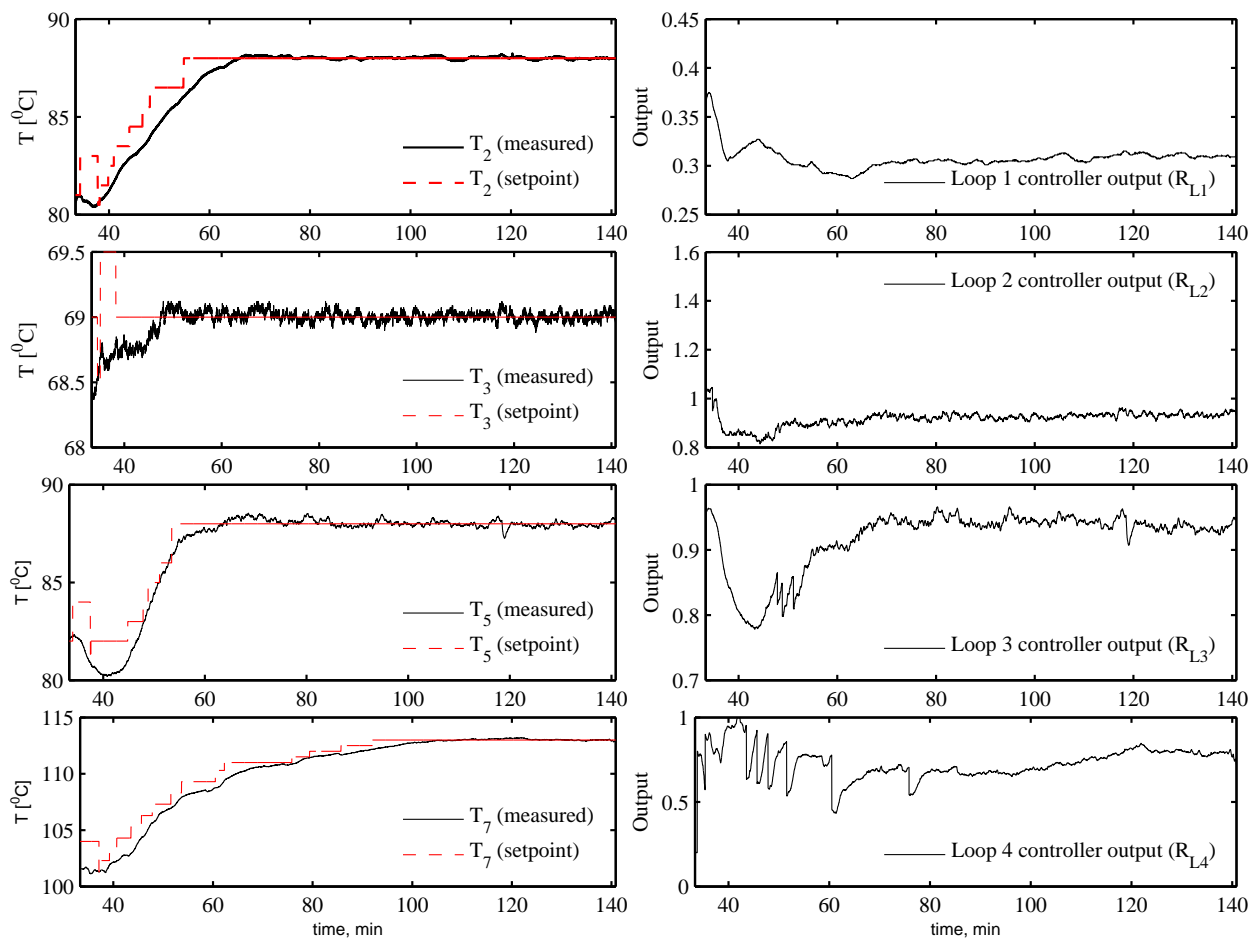 90
85
80
T [⁰C]
T₂ (measured)
T₂ (setpoint)
40 60 80 100 120 140
0.45
0.4
0.35
0.3
0.25
Output
Loop 1 controller output (R_L1)
40 60 80 100 120 140
69.5
69
68.5
68
T [⁰C]
T₃ (measured)
T₃ (setpoint)
40 60 80 100 120 140
1.6
1.4
1.2
1
0.8
Output
Loop 2 controller output (R_L2)
40 60 80 100 120 140
90
85
80
T [⁰C]
T₅ (measured)
T₅ (setpoint)
40 60 80 100 120 140
1
0.9
0.8
0.7
Output
Loop 3 controller output (R_L3)
40 60 80 100 120 140
115
110
105
100
T [⁰C]
T₇ (measured)
T₇ (setpoint)
40 60 80 100 120 140
time, min
1
0.5
0
Output
Loop 4 controller output (R_L4)
40 60 80 100 120 140
time, min